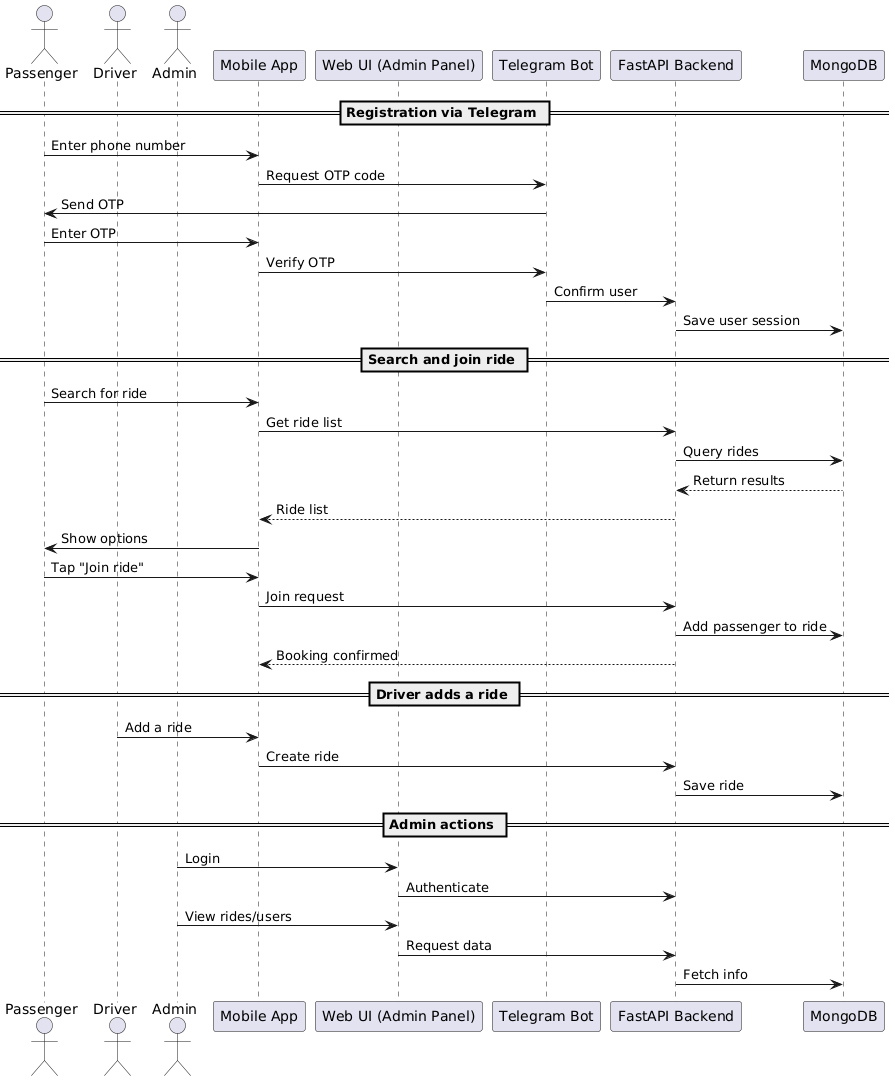 Passenger
Driver
Admin
Mobile App
Web UI (Admin Panel)
Telegram Bot
FastAPI Backend
MongoDB
Registration via Telegram
Enter phone number
Request OTP code
Send OTP
Enter OTP
Verify OTP
Confirm user
Save user session
Search and join ride
Search for ride
Get ride list
Query rides
Return results
Ride list
Show options
Tap "Join ride"
Join request
Add passenger to ride
Booking confirmed
Driver adds a ride
Add a ride
Create ride
Save ride
Admin actions
Login
Authenticate
View rides/users
Request data
Fetch info
Passenger
Driver
Admin
Mobile App
Web UI (Admin Panel)
Telegram Bot
FastAPI Backend
MongoDB